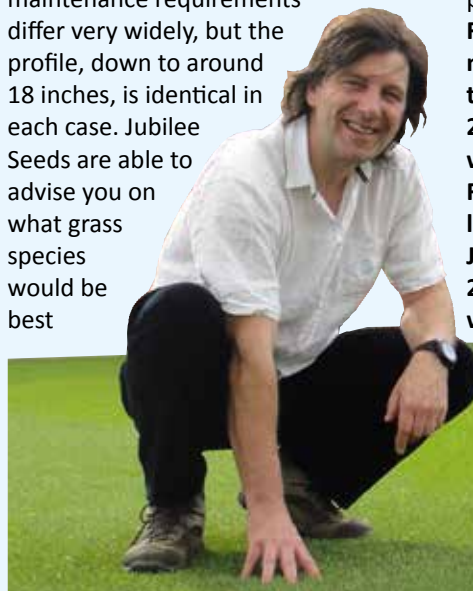 maintenance requirements
differ very widely, but the
profile, down to around
18 inches, is identical in
each case. Jubilee
Seeds are able to
advise you on
what grass
species
would be
best